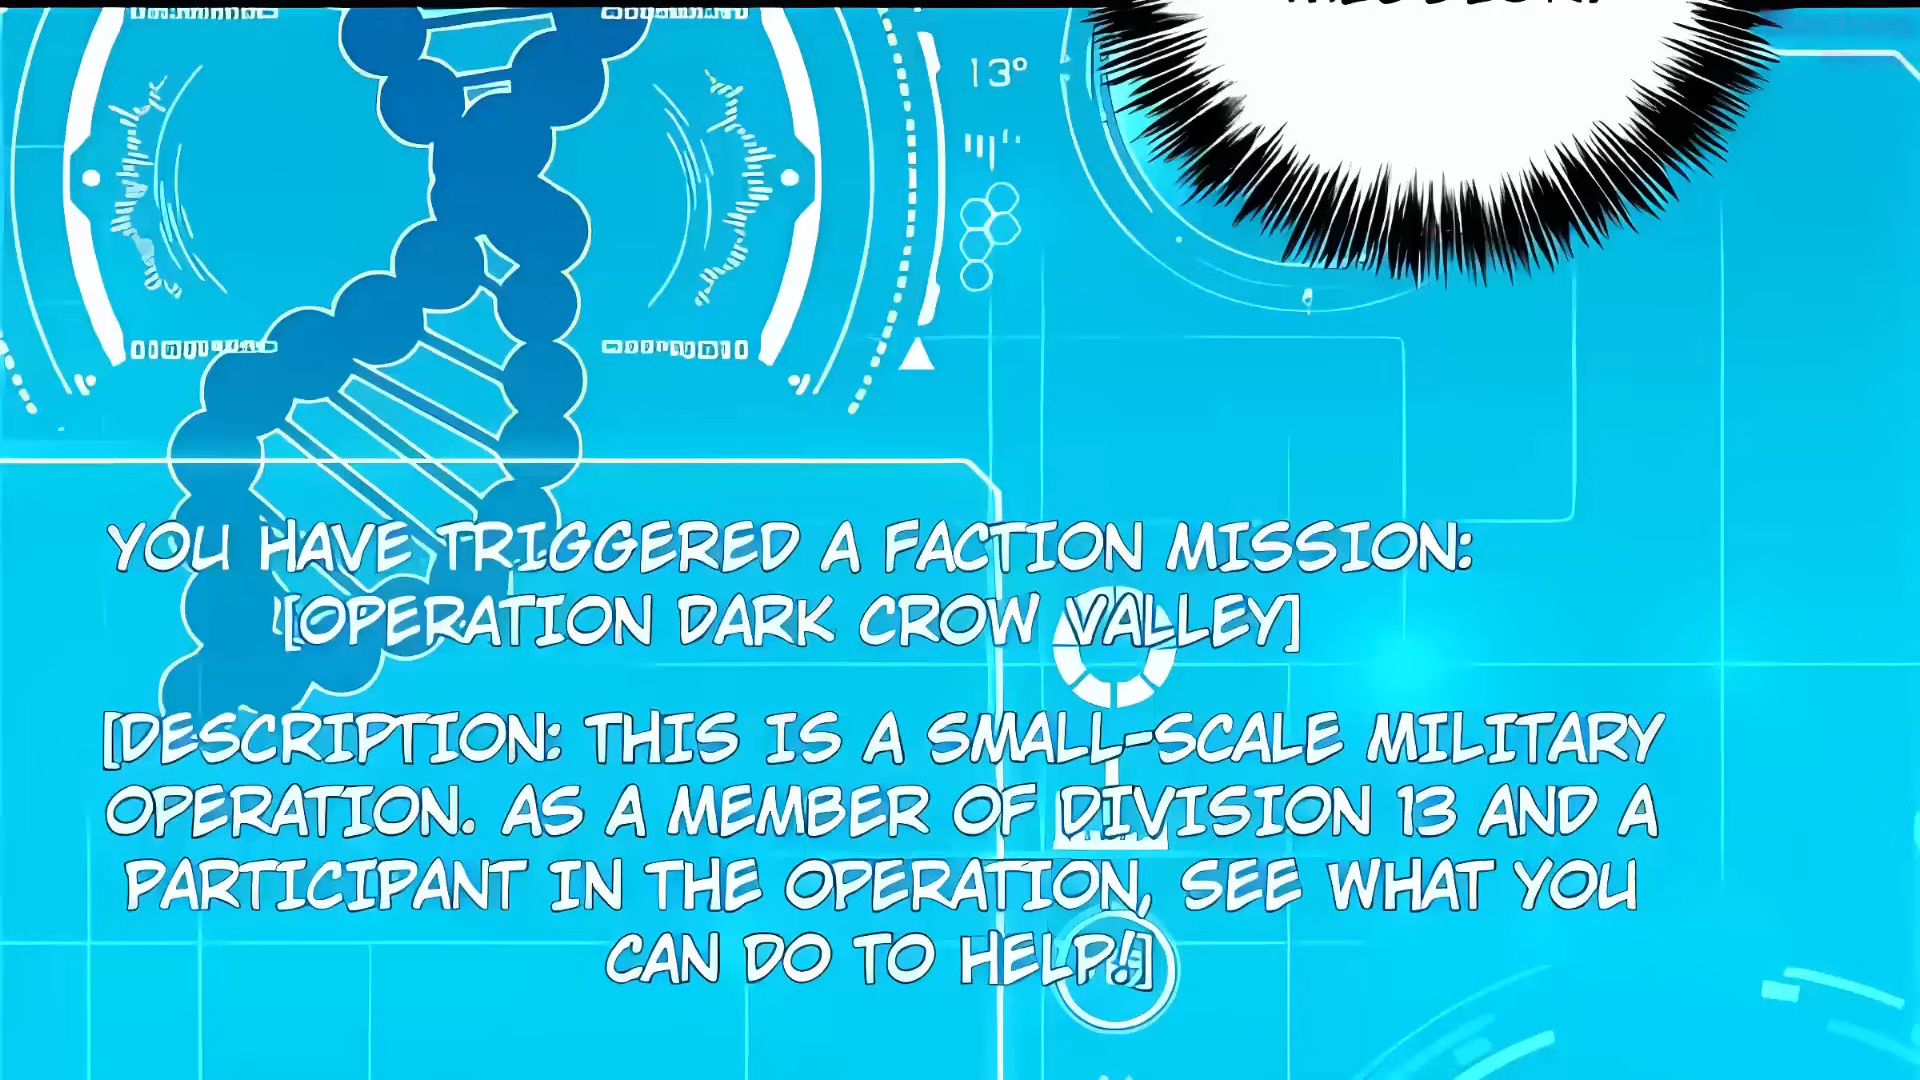 13°
YOU HAVE TRIGGERED A FACTION MISSION:
[OPERATION DARK CROW VALLEY]
[DESCRIPTION: THIS IS A SMALL-SCALE MILITARY
OPERATION. AS A MEMBER OF DIVISION 13 AND A
PARTICIPANT IN THE OPERATION, SEE WHAT YOU
CAN DO TO HELP!]